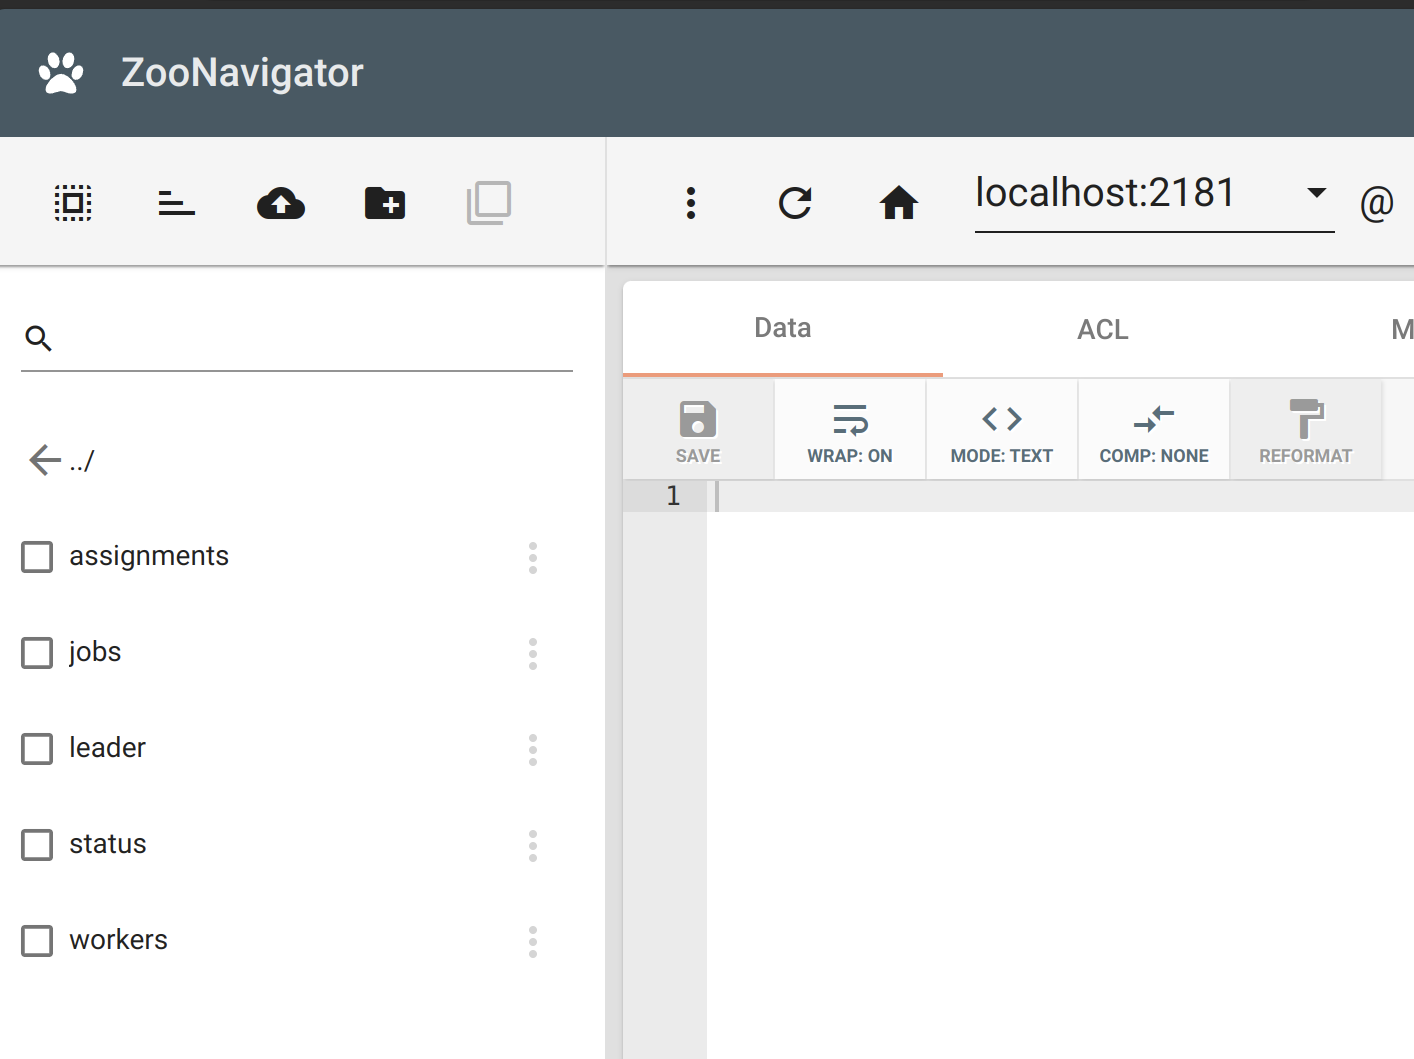 ZooNavigator
localhost:2181
@
Data
ACL
M
SAVE
WRAP: ON
MODE: TEXT
COMP: NONE
REFORMAT
1
../
assignments
jobs
leader
status
workers